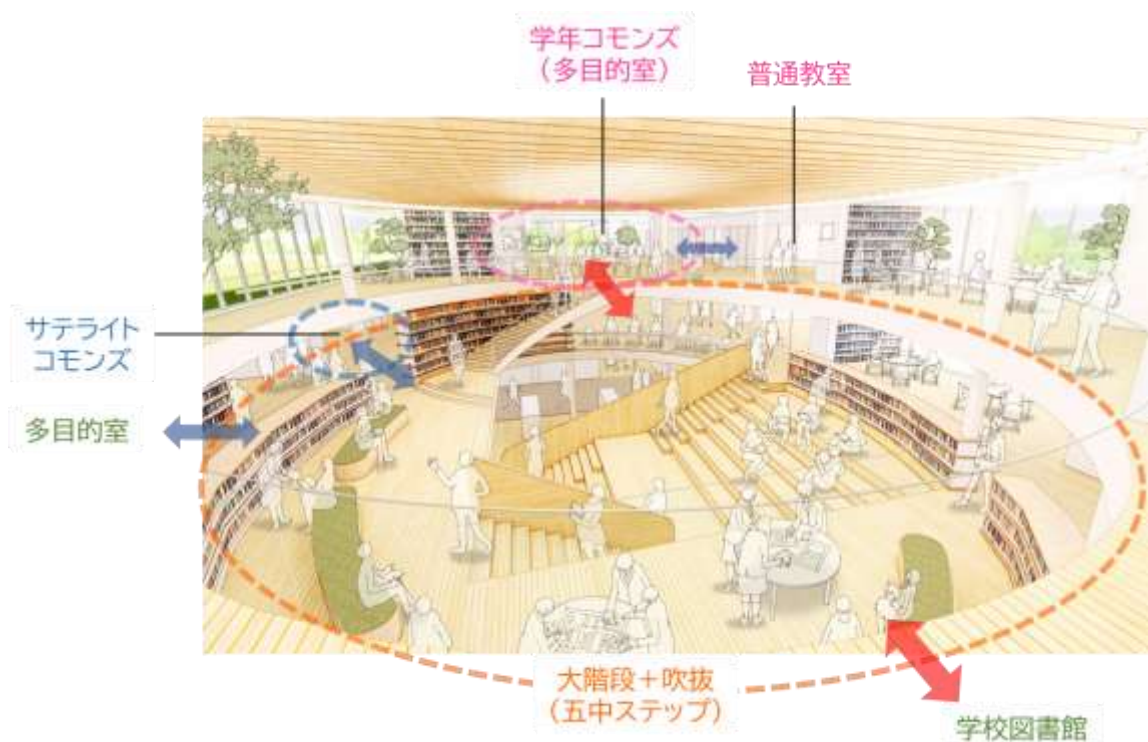 学年コモンズ
（多目的室）
普通教室
サテライト
コモンズ
多目的室
大階段＋吹抜
（五中ステップ）
学校図書館